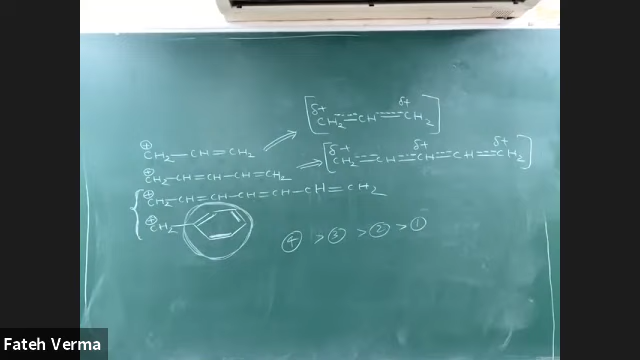 ⊕CH₂—CH=CH₂ ⇒ [δ+ CH₂=CH=CH₂ δ+]
⊕CH₂—CH=CH—CH=CH₂ ⇒ [δ+ CH₂=CH=CH δ+=CH=CH₂ δ+]
⊕CH₂—CH=CH—CH=CH—CH=CH₂
⊕CH₂—
④ > ③ > ② > ①
Fateh Verma